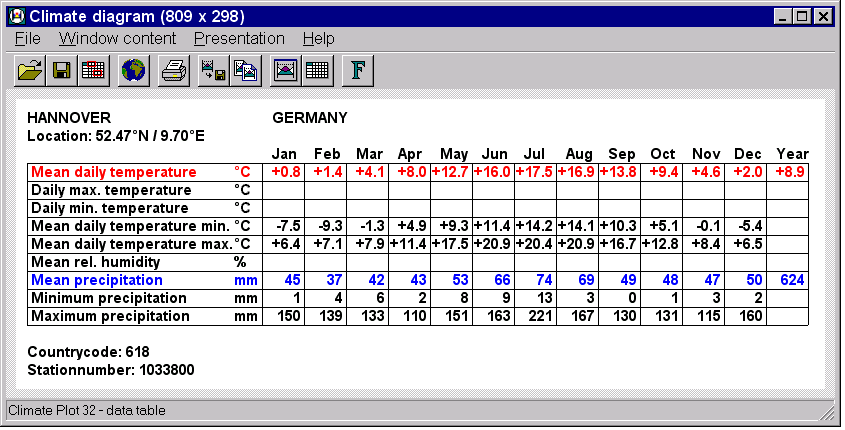 Climate diagram (809 x 298)
File Window content Presentation Help
F
HANNOVER GERMANY
Location: 52.47°N / 9.70°E
Jan Feb Mar Apr May Jun Jul Aug Sep Oct Nov Dec Year
Mean daily temperature °C +0.8 +1.4 +4.1 +8.0 +12.7 +16.0 +17.5 +16.9 +13.8 +9.4 +4.6 +2.0 +8.9
Daily max. temperature °C
Daily min. temperature °C
Mean daily temperature min. °C -7.5 -9.3 -1.3 +4.9 +9.3 +11.4 +14.2 +14.1 +10.3 +5.1 -0.1 -5.4
Mean daily temperature max. °C +6.4 +7.1 +7.9 +11.4 +17.5 +20.9 +20.4 +20.9 +16.7 +12.8 +8.4 +6.5
Mean rel. humidity %
Mean precipitation mm 45 37 42 43 53 66 74 69 49 48 47 50 624
Minimum precipitation mm 1 4 6 2 8 9 13 3 0 1 3 2
Maximum precipitation mm 150 139 133 110 151 163 221 167 130 131 115 160
Countrycode: 618
Stationnumber: 1033800
Climate Plot 32 - data table